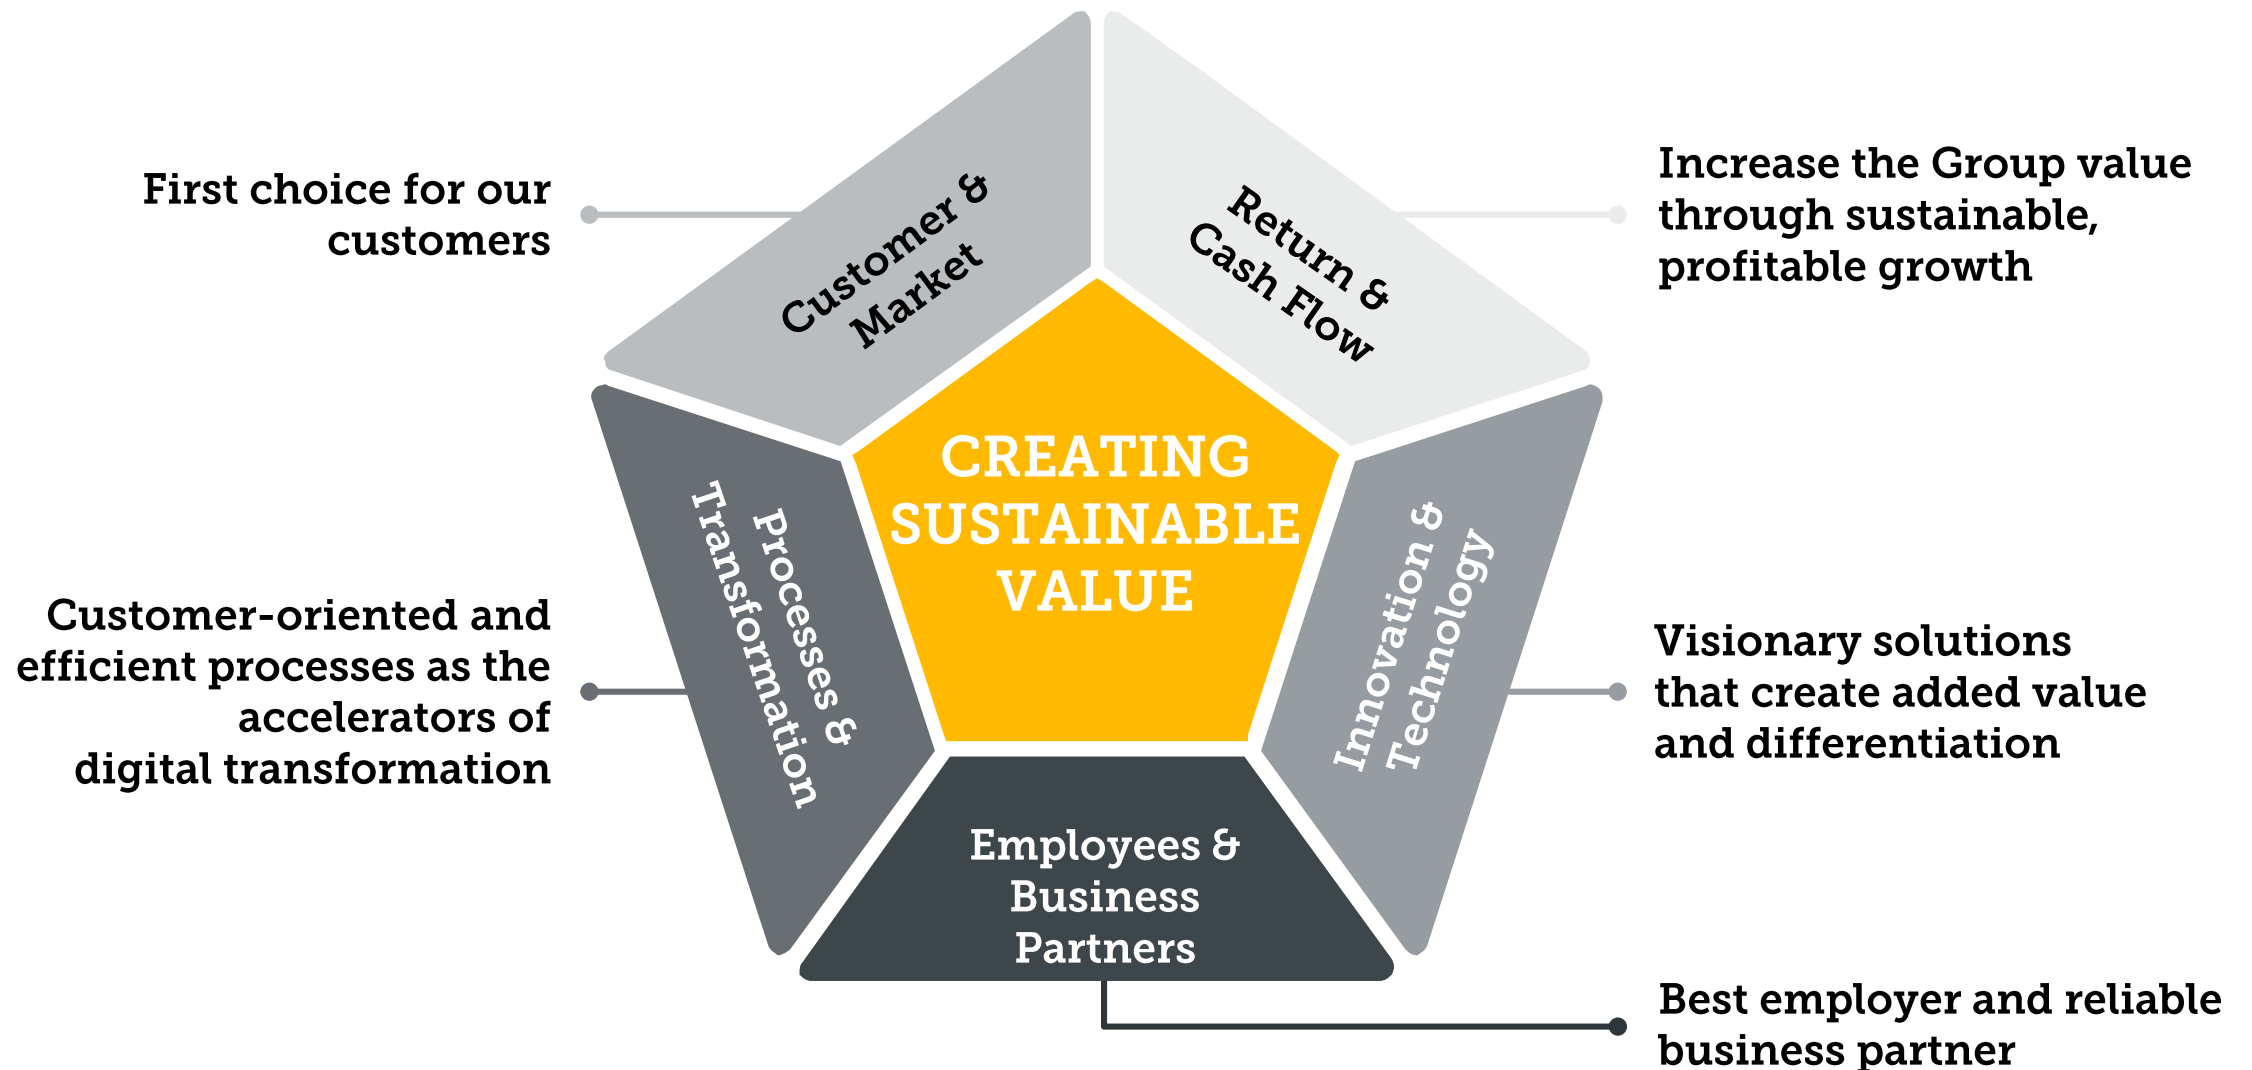 First choice for our
customers
Customer &
Market
Return &
Cash Flow
Increase the Group value
through sustainable,
profitable growth
CREATING
SUSTAINABLE
VALUE
Customer-oriented and
efficient processes as the
accelerators of
digital transformation
Processes &
Transformation
Innovation &
Technology
Visionary solutions
that create added value
and differentiation
Employees &
Business
Partners
Best employer and reliable
business partner